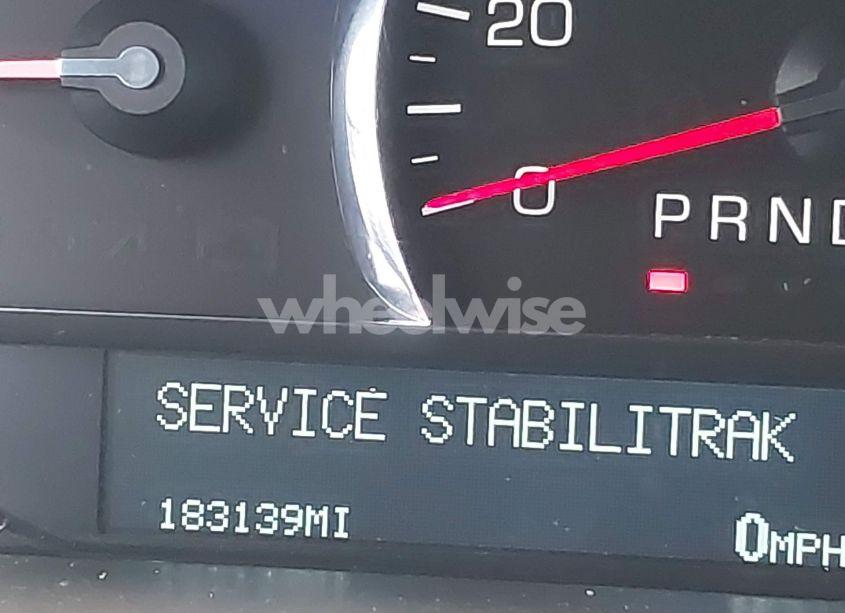 20
0
PRND
wheelwise
SERVICE STABILITRAK
183139MI
0MPH